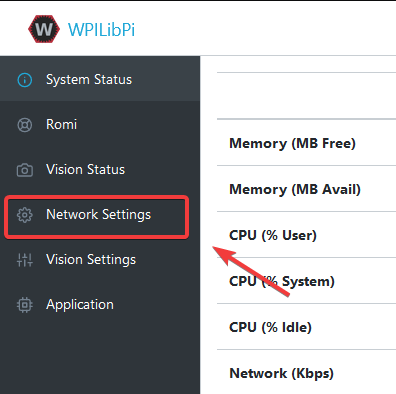 W WPILibPi
System Status
Romi
Vision Status
Network Settings
Vision Settings
Application
Memory (MB Free)
Memory (MB Avail)
CPU (% User)
CPU (% System)
CPU (% Idle)
Network (Kbps)